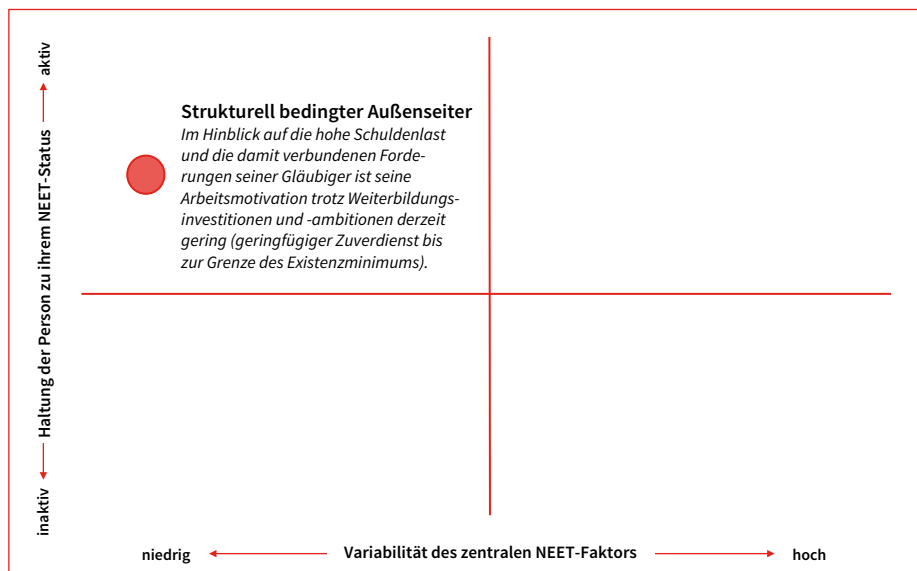 Strukturell bedingter Außenseiter
Im Hinblick auf die hohe Schuldenlast
und die damit verbundenen Forde-
rungen seiner Gläubiger ist seine
Arbeitsmotivation trotz Weiterbildungs-
investitionen und -ambitionen derzeit
gering (geringfügiger Zuverdienst bis
zur Grenze des Existenzminimums).
inaktiv Haltung der Person zu ihrem NEET-Status aktiv
niedrig Variabilität des zentralen NEET-Faktors hoch